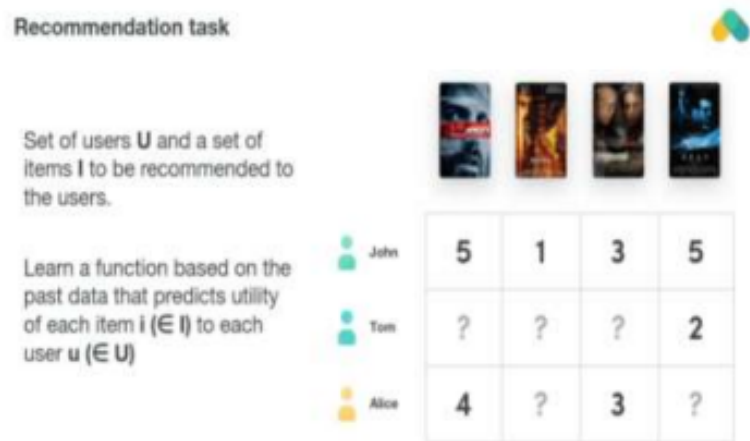 Recommendation task
Set of users U and a set of
items I to be recommended to
the users.
Learn a function based on the
past data that predicts utility
of each item i (∈ I) to each
user u (∈ U)
John 5 1 3 5
Tom ? ? ? 2
Alice 4 ? 3 ?